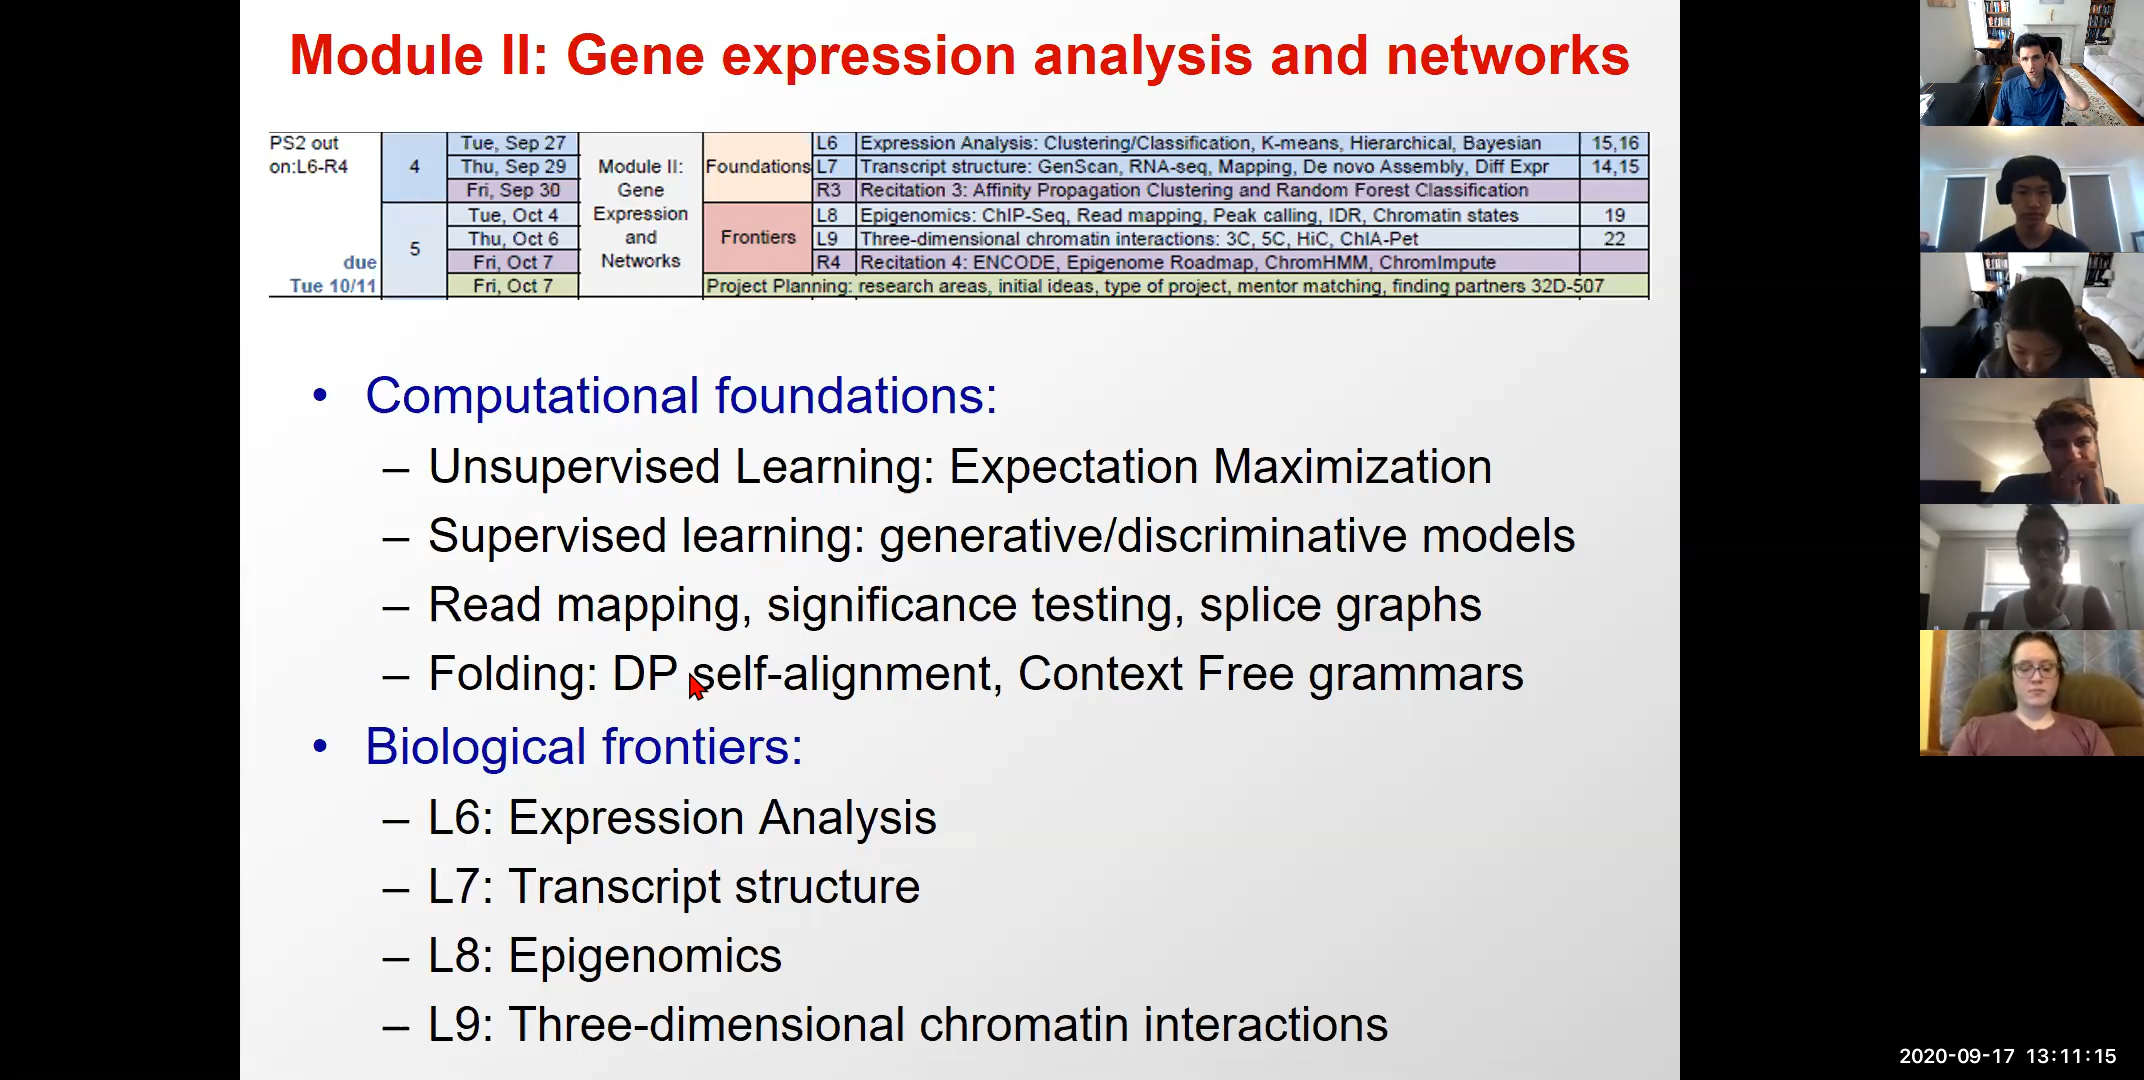 Module II: Gene expression analysis and networks
PS2 out
on:L6-R4
due
Tue 10/11
4
5
Tue, Sep 27
Thu, Sep 29
Fri, Sep 30
Tue, Oct 4
Thu, Oct 6
Fri, Oct 7
Fri, Oct 7
Module II:
Gene
Expression
and
Networks
Foundations
Frontiers
L6 Expression Analysis: Clustering/Classification, K-means, Hierarchical, Bayesian 15,16
L7 Transcript structure: GenScan, RNA-seq, Mapping, De novo Assembly, Diff Expr 14,15
R3 Recitation 3: Affinity Propagation Clustering and Random Forest Classification
L8 Epigenomics: ChIP-Seq, Read mapping, Peak calling, IDR, Chromatin states 19
L9 Three-dimensional chromatin interactions: 3C, 5C, HiC, ChIA-Pet 22
R4 Recitation 4: ENCODE, Epigenome Roadmap, ChromHMM, ChromImpute
Project Planning: research areas, initial ideas, type of project, mentor matching, finding partners 32D-507
• Computational foundations:
– Unsupervised Learning: Expectation Maximization
– Supervised learning: generative/discriminative models
– Read mapping, significance testing, splice graphs
– Folding: DP self-alignment, Context Free grammars
• Biological frontiers:
– L6: Expression Analysis
– L7: Transcript structure
– L8: Epigenomics
– L9: Three-dimensional chromatin interactions
2020-09-17 13:11:15